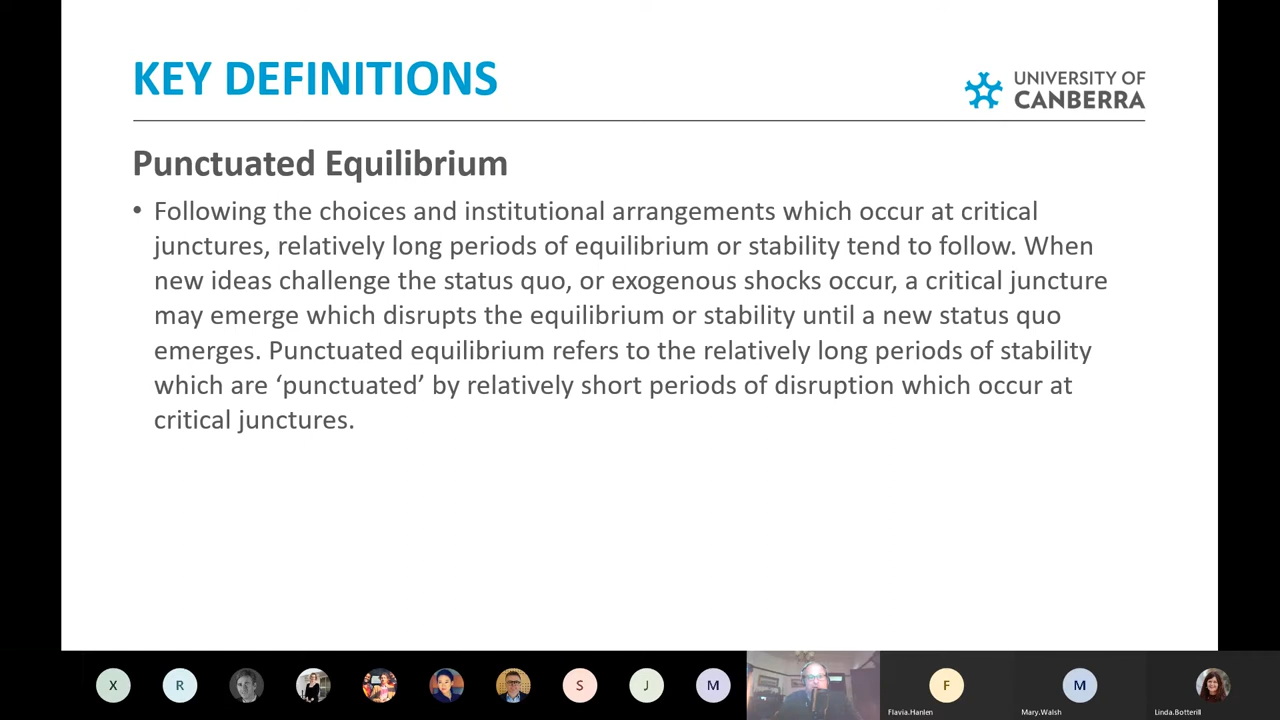 KEY DEFINITIONS
UNIVERSITY OF
CANBERRA
Punctuated Equilibrium
• Following the choices and institutional arrangements which occur at critical
junctures, relatively long periods of equilibrium or stability tend to follow. When
new ideas challenge the status quo, or exogenous shocks occur, a critical juncture
may emerge which disrupts the equilibrium or stability until a new status quo
emerges. Punctuated equilibrium refers to the relatively long periods of stability
which are ‘punctuated’ by relatively short periods of disruption which occur at
critical junctures.
X R S J M F M
Flavia.Hanlen Mary.Walsh Linda.Botterill